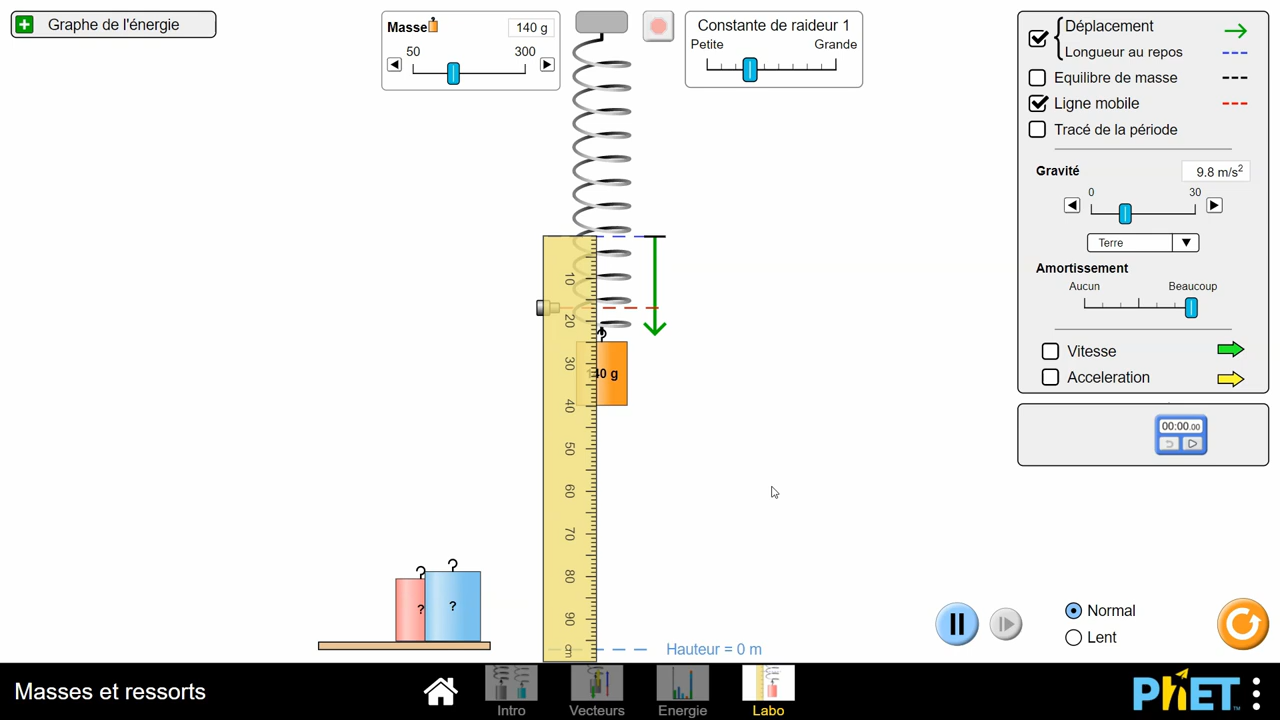 Graphe de l'énergie
Masse
140 g
50
300
Constante de raideur 1
Petite
Grande
Déplacement
Longueur au repos
Equilibre de masse
Ligne mobile
Tracé de la période
Gravité
9.8 m/s²
0
30
Terre
Amortissement
Aucun
Beaucoup
Vitesse
Acceleration
00:00.00
10
20
30
40
50
60
70
80
90
cm
40 g
?
?
Hauteur = 0 m
Normal
Lent
Masses et ressorts
Intro
Vecteurs
Energie
Labo
PhET